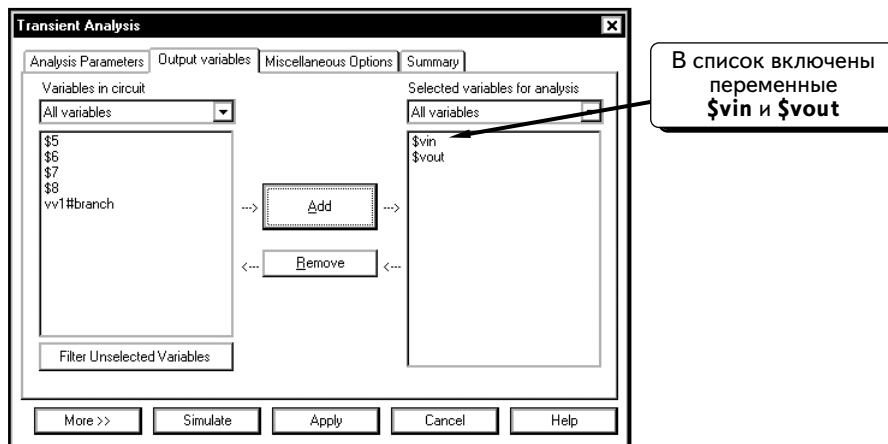 Transient Analysis
Analysis Parameters Output variables Miscellaneous Options Summary
Variables in circuit
All variables
$5
$6
$7
$8
vv1#branch
Filter Unselected Variables
---> Add --->
<--- Remove <---
Selected variables for analysis
All variables
$vin
$vout
More >> Simulate Apply Cancel Help
В список включены
переменные
$vin и $vout